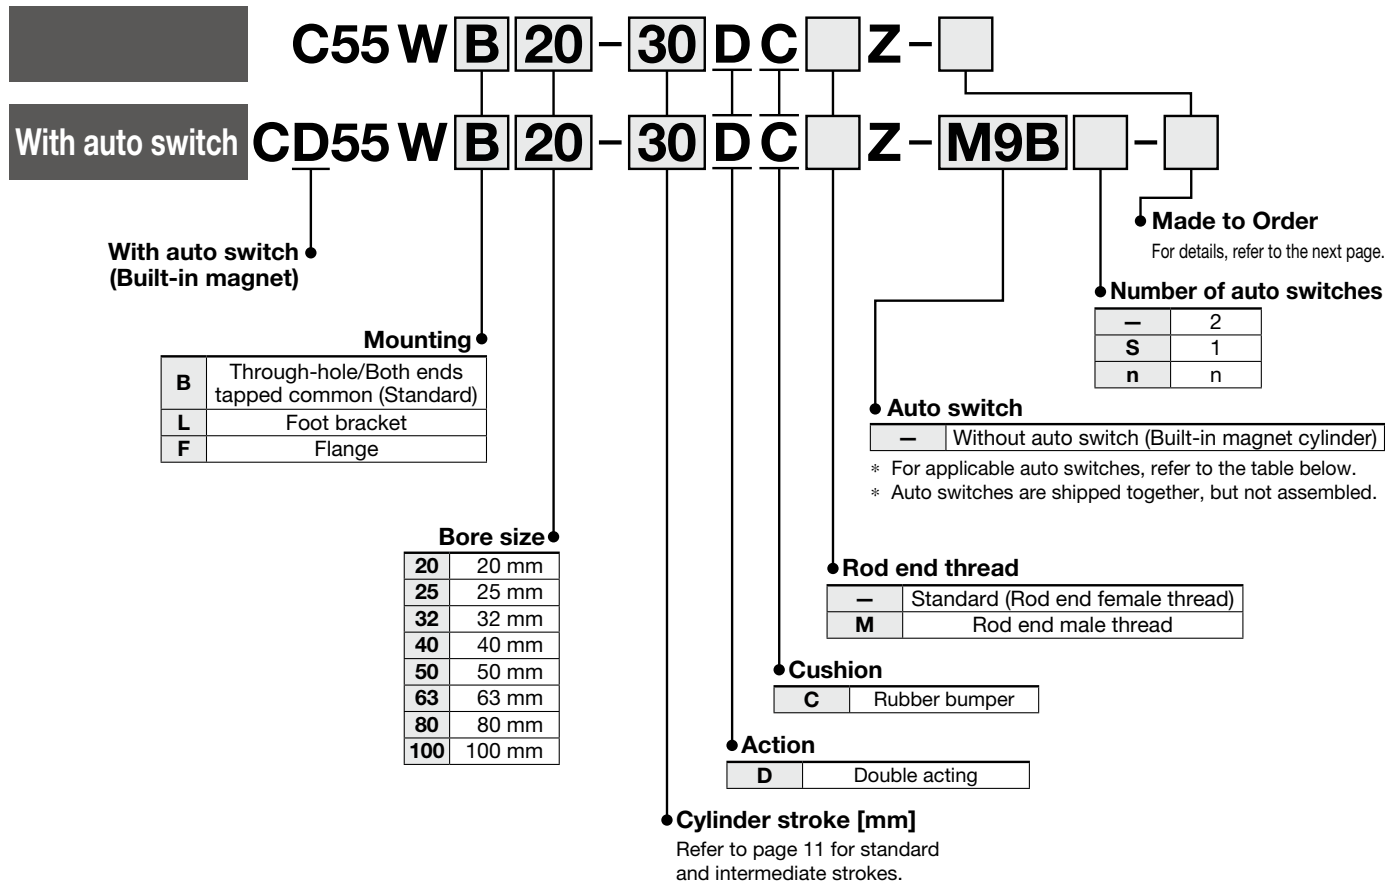 C55WB20-30DCZ-
With auto switch CD55WB20-30DCZ-M9B-
With auto switch
(Built-in magnet)
Made to Order
For details, refer to the next page.
Number of auto switches
— 2
S 1
n n
Mounting
B Through-hole/Both ends
tapped common (Standard)
L Foot bracket
F Flange
Auto switch
— Without auto switch (Built-in magnet cylinder)
* For applicable auto switches, refer to the table below.
* Auto switches are shipped together, but not assembled.
Bore size
20 20 mm
25 25 mm
32 32 mm
40 40 mm
50 50 mm
63 63 mm
80 80 mm
100 100 mm
Rod end thread
— Standard (Rod end female thread)
M Rod end male thread
Cushion
C Rubber bumper
Action
D Double acting
Cylinder stroke [mm]
Refer to page 11 for standard
and intermediate strokes.